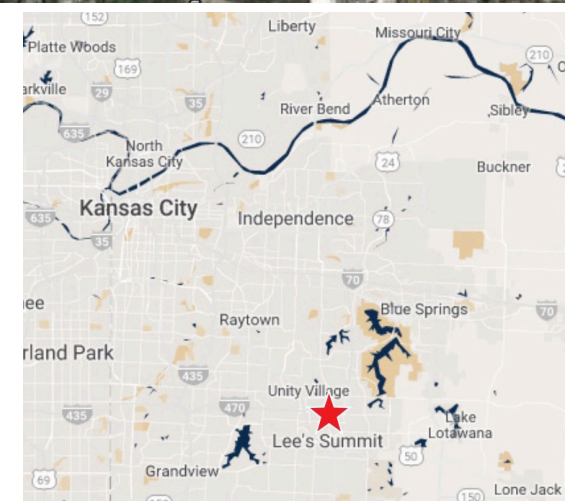 152
Liberty
Missouri City
Platte Woods
169
210
arkville
29
35
River Bend
Atherton
Sibley
635
North
Kansas City
210
24
Buckner
Kansas City
Independence
78
635
35
70
ee
Blue Springs
70
Raytown
rland Park
435
Unity Village
470
435
Lake
Lotawana
Lee's Summit
50
69
Grandview
150
Lone Jack